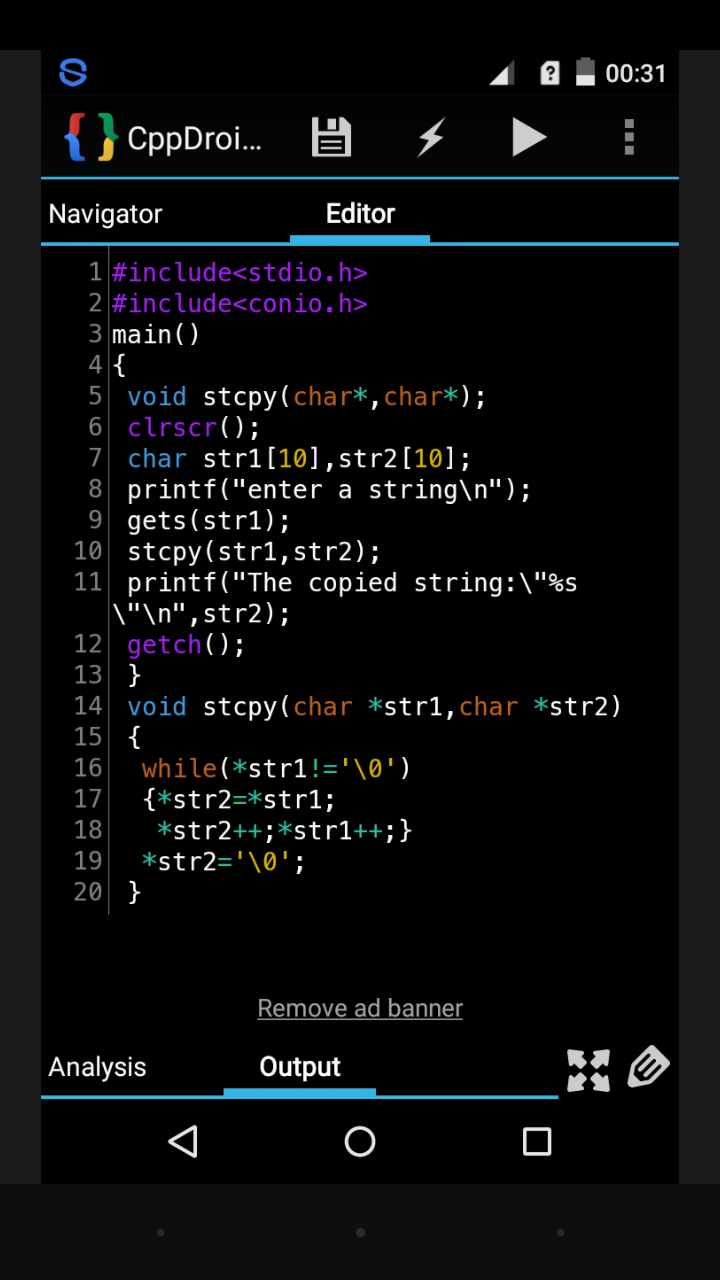 00:31
CppDroi...
Navigator
Editor
1 #include<stdio.h>
2 #include<conio.h>
3 main()
4 {
5 void stcpy(char*,char*);
6 clrscr();
7 char str1[10],str2[10];
8 printf("enter a string\n");
9 gets(str1);
10 stcpy(str1,str2);
11 printf("The copied string:\"%s
\"\n",str2);
12 getch();
13 }
14 void stcpy(char *str1,char *str2)
15 {
16 while(*str1!='\0')
17 {*str2=*str1;
18 *str2++;*str1++;}
19 *str2='\0';
20 }
Remove ad banner
Analysis
Output